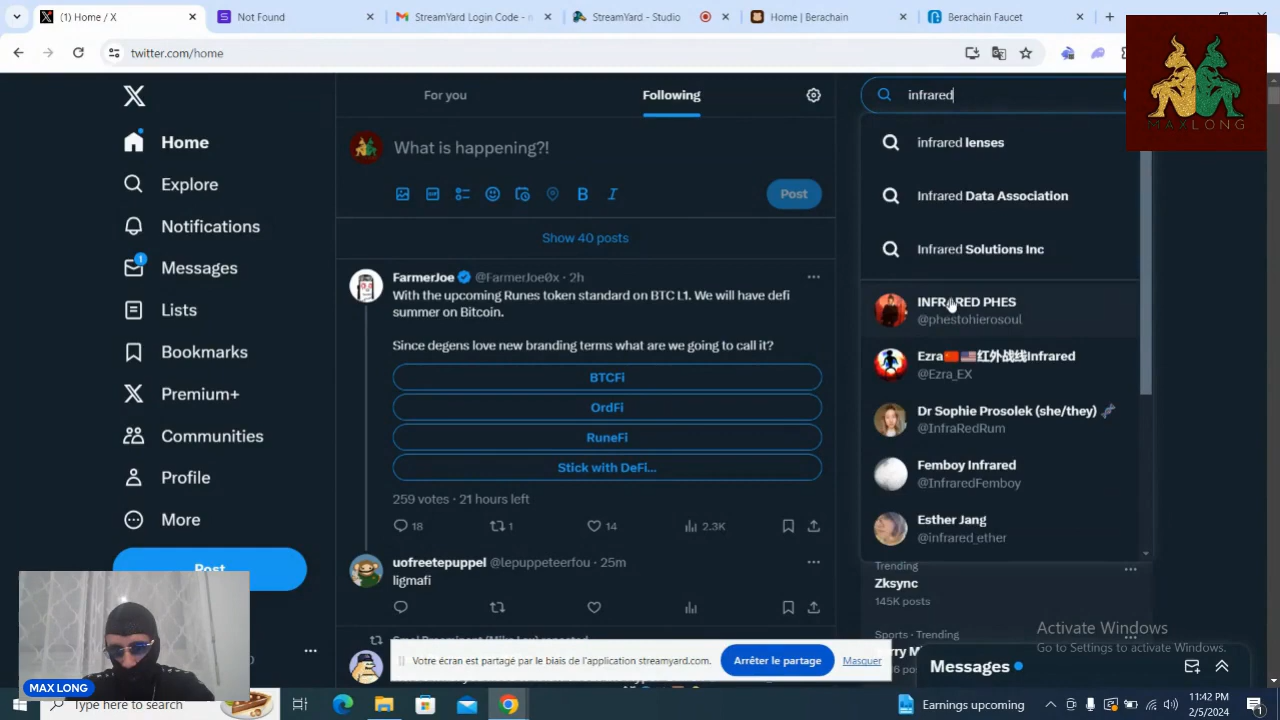 (1) Home / X
Not Found
StreamYard Login Code -
StreamYard - Studio
Home | Berachain
Berachain Faucet
twitter.com/home
MAXLONG
For you
Following
infrared
Home
Explore
Notifications
1
Messages
Lists
Bookmarks
Premium+
Communities
Profile
More
Post
What is happening?!
Post
Show 40 posts
FarmerJoe @FarmerJoe0x · 2h
With the upcoming Runes token standard on BTC L1. We will have defi
summer on Bitcoin.
Since degens love new branding terms what are we going to call it?
BTCFi
OrdFi
RuneFi
Stick with DeFi...
259 votes · 21 hours left
18
1
14
2.3K
uofreetepuppel @lepuppeteerfou · 25m
ligmafi
infrared lenses
Infrared Data Association
Infrared Solutions Inc
INFRARED PHES
@phestohierosoul
Ezra🇨🇳🇺🇸红外战线Infrared
@Ezra_EX
Dr Sophie Prosolek (she/they) 🧬
@InfraRedRum
Femboy Infrared
@InfraredFemboy
Esther Jang
@infrared_ether
Trending
Zksync
145K posts
Sports · Trending
Activate Windows
Go to Settings to activate Windows.
Messages
Votre écran est partagé par le biais de l'application streamyard.com.
Arrêter le partage
Masquer
MAX LONG
Type here to search
Earnings upcoming
11:42 PM
2/5/2024